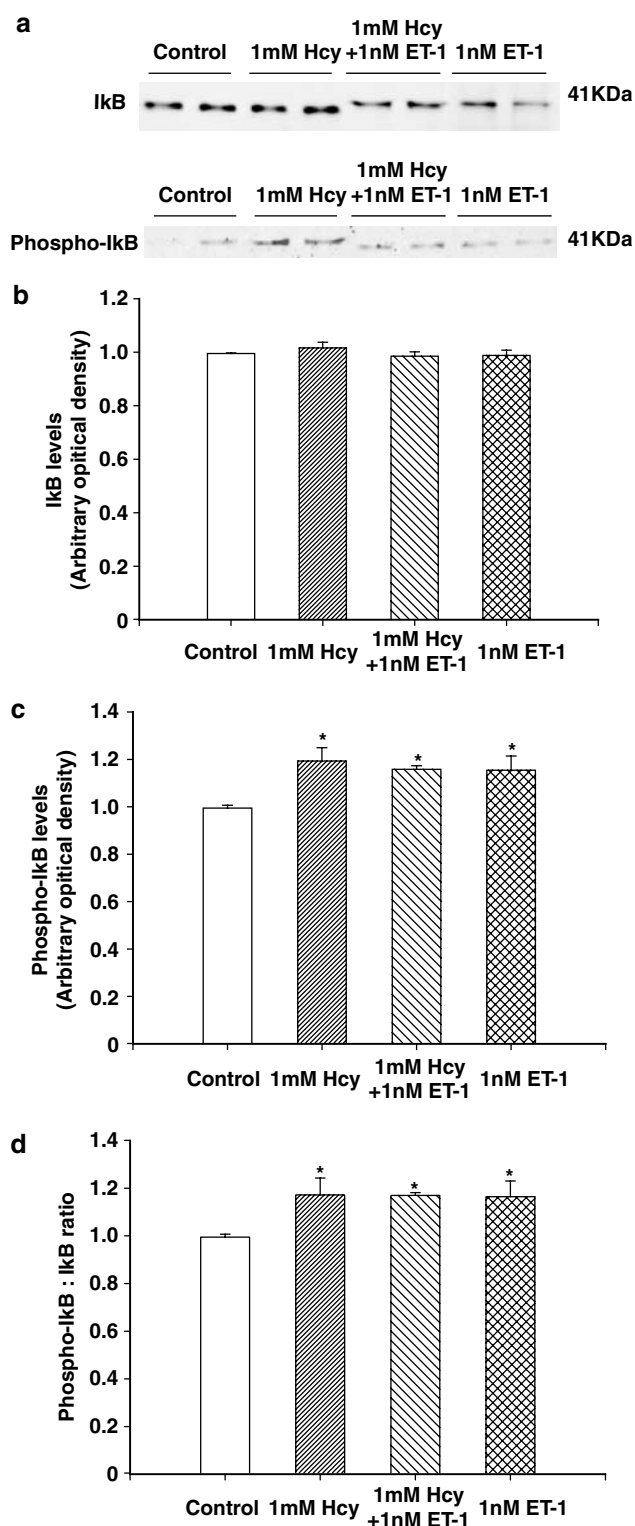 a
1mM Hcy
Control 1mM Hcy +1nM ET-1 1nM ET-1
IkB 41KDa
1mM Hcy
Control 1mM Hcy +1nM ET-1 1nM ET-1
Phospho-IkB 41KDa
b
IkB levels
(Arbitrary opitical density)
1.2
1.0
0.8
0.6
0.4
0.2
0
Control 1mM Hcy 1mM Hcy 1nM ET-1
+1nM ET-1
c
Phospho-IkB levels
(Arbitrary opitical density)
1.4
1.2
1.0
0.8
0.6
0.4
0.2
0
* * *
Control 1mM Hcy 1mM Hcy 1nM ET-1
+1nM ET-1
d
Phospho-IkB : IkB ratio
1.4
1.2
1.0
0.8
0.6
0.4
0.2
0
* * *
Control 1mM Hcy 1mM Hcy 1nM ET-1
+1nM ET-1